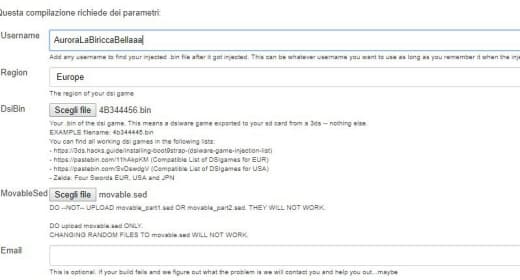 Questa compilazione richiede dei parametri:
Username
AuroraLaBiriccaBellaaa
Add any username to find your injected .bin file after it got injected. This can be whatever username you want to use as long as you remember it when the inje
Region
Europe
The region of your dsi game
DsiBin
Scegli file 4B344456.bin
Your .bin of the dsi game. This means a dsiware game exported to your sd card from a 3ds -- nothing else.
EXAMPLE filename: 4b344445.bin
You can find all working dsi games in the following lists:
- https://3ds.hacks.guide/installing-boot9strap-(dsiware-game-injection-list)
- https://pastebin.com/11hAkpKM (Compatible List of DSIgames for EUR)
- https://pastebin.com/SvDswdgV (Compatible List of DSIgames for USA)
- Zelda: Four Swords EUR, USA and JPN
MovableSed
Scegli file movable.sed
DO --NOT-- UPLOAD movable_part1.sed OR movable_part2.sed. THEY WILL NOT WORK.
DO upload movable.sed ONLY.
CHANGING RANDOM FILES TO movable.sed WILL NOT WORK.
Email
This is optional. if your build fails and we figure out what the problem is we will contact you and help you out...maybe